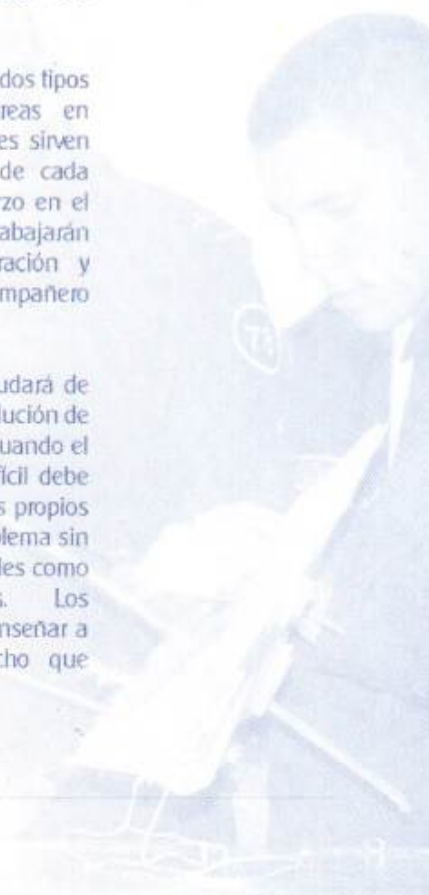 dos tipos
reas en
es sirven
de cada
zo en el
abajarán
ración y
mpañero
udará de
lución de
uando el
fícil debe
s propios
blema sin
les como
s. Los
nseñar a
cho que